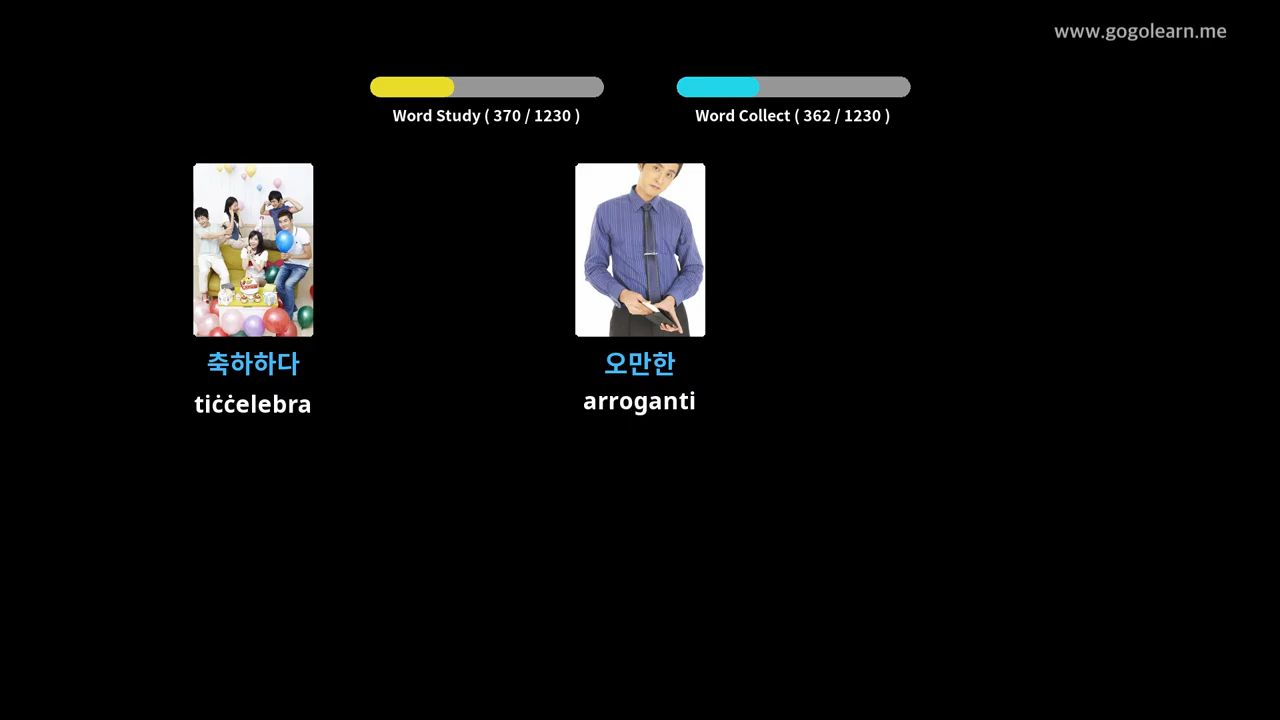 www.gogolearn.me
Word Study ( 370 / 1230 )
Word Collect ( 362 / 1230 )
축하하다
오만한
tiċċelebra
arroganti